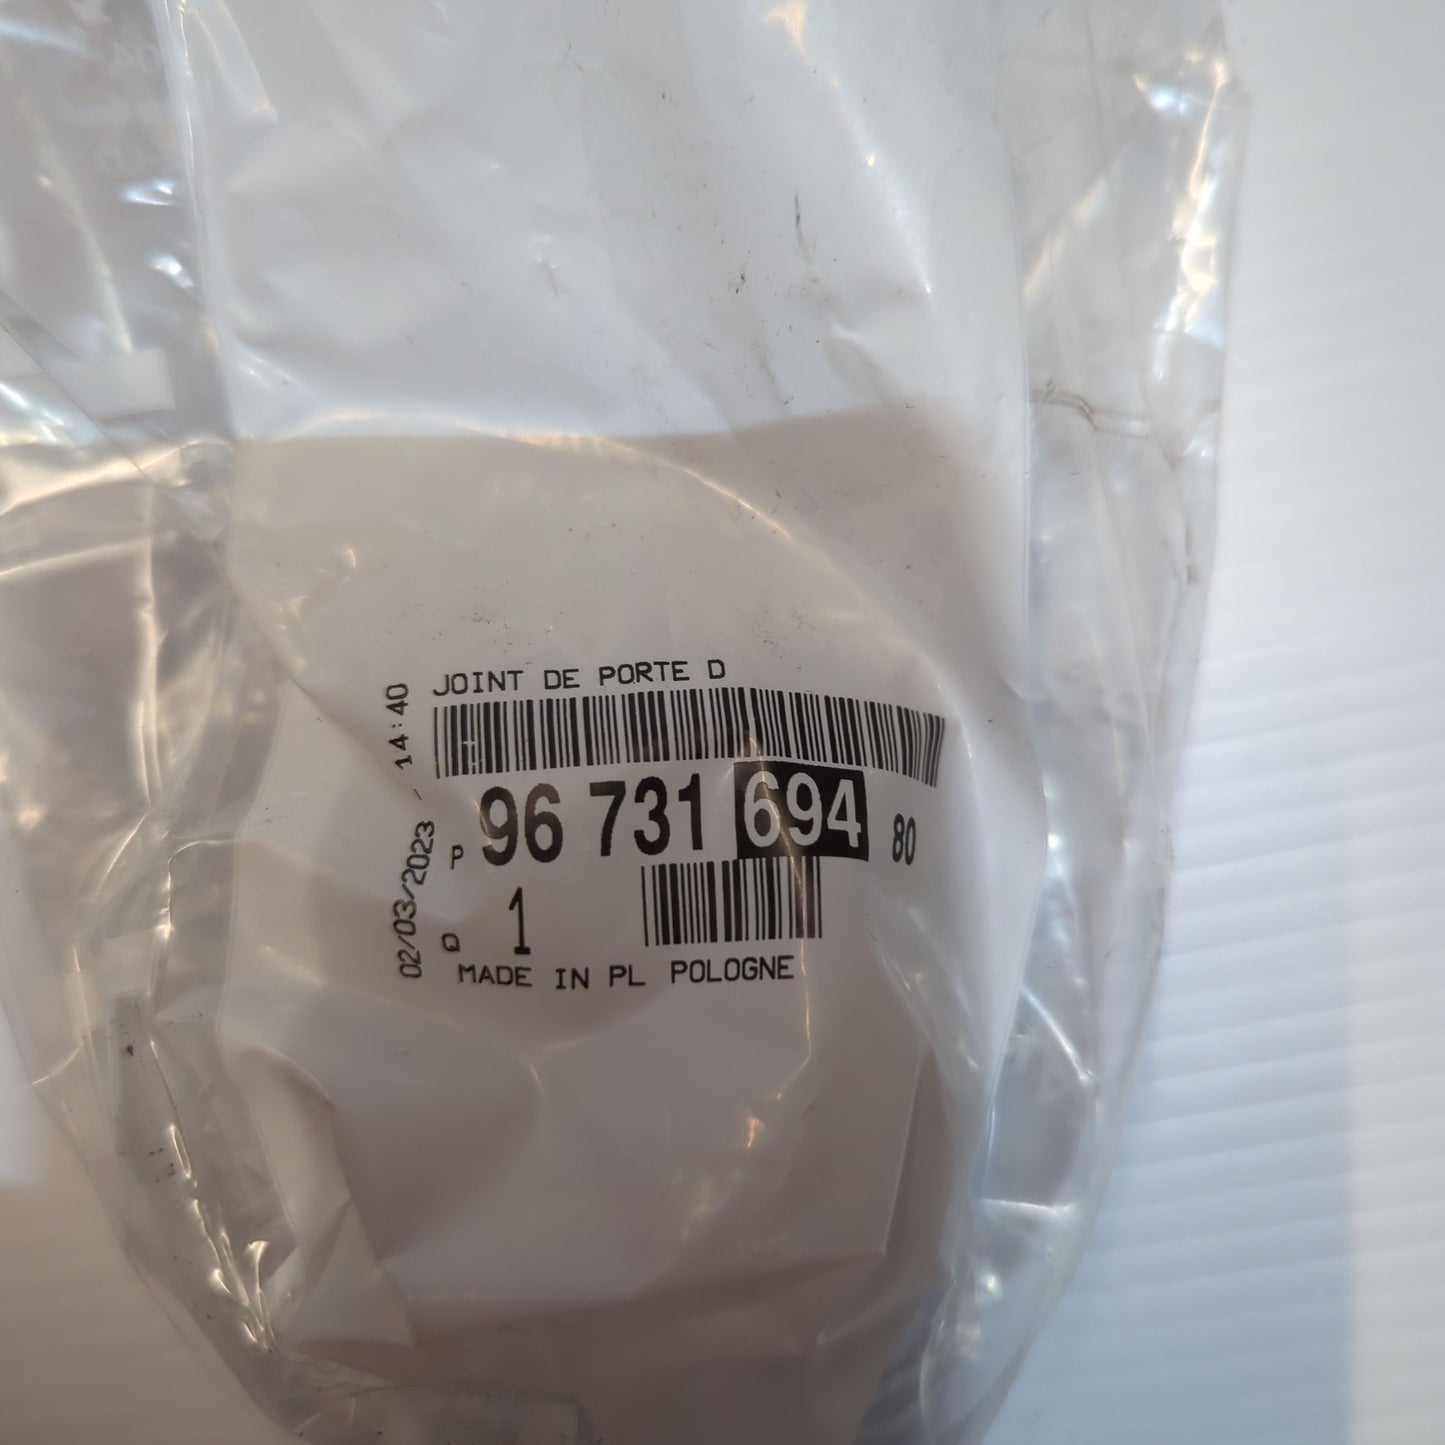 JOINT DE PORTE D
P 96 731 694 80
Q 1
MADE IN PL POLOGNE
02/03/2023 - 14:40